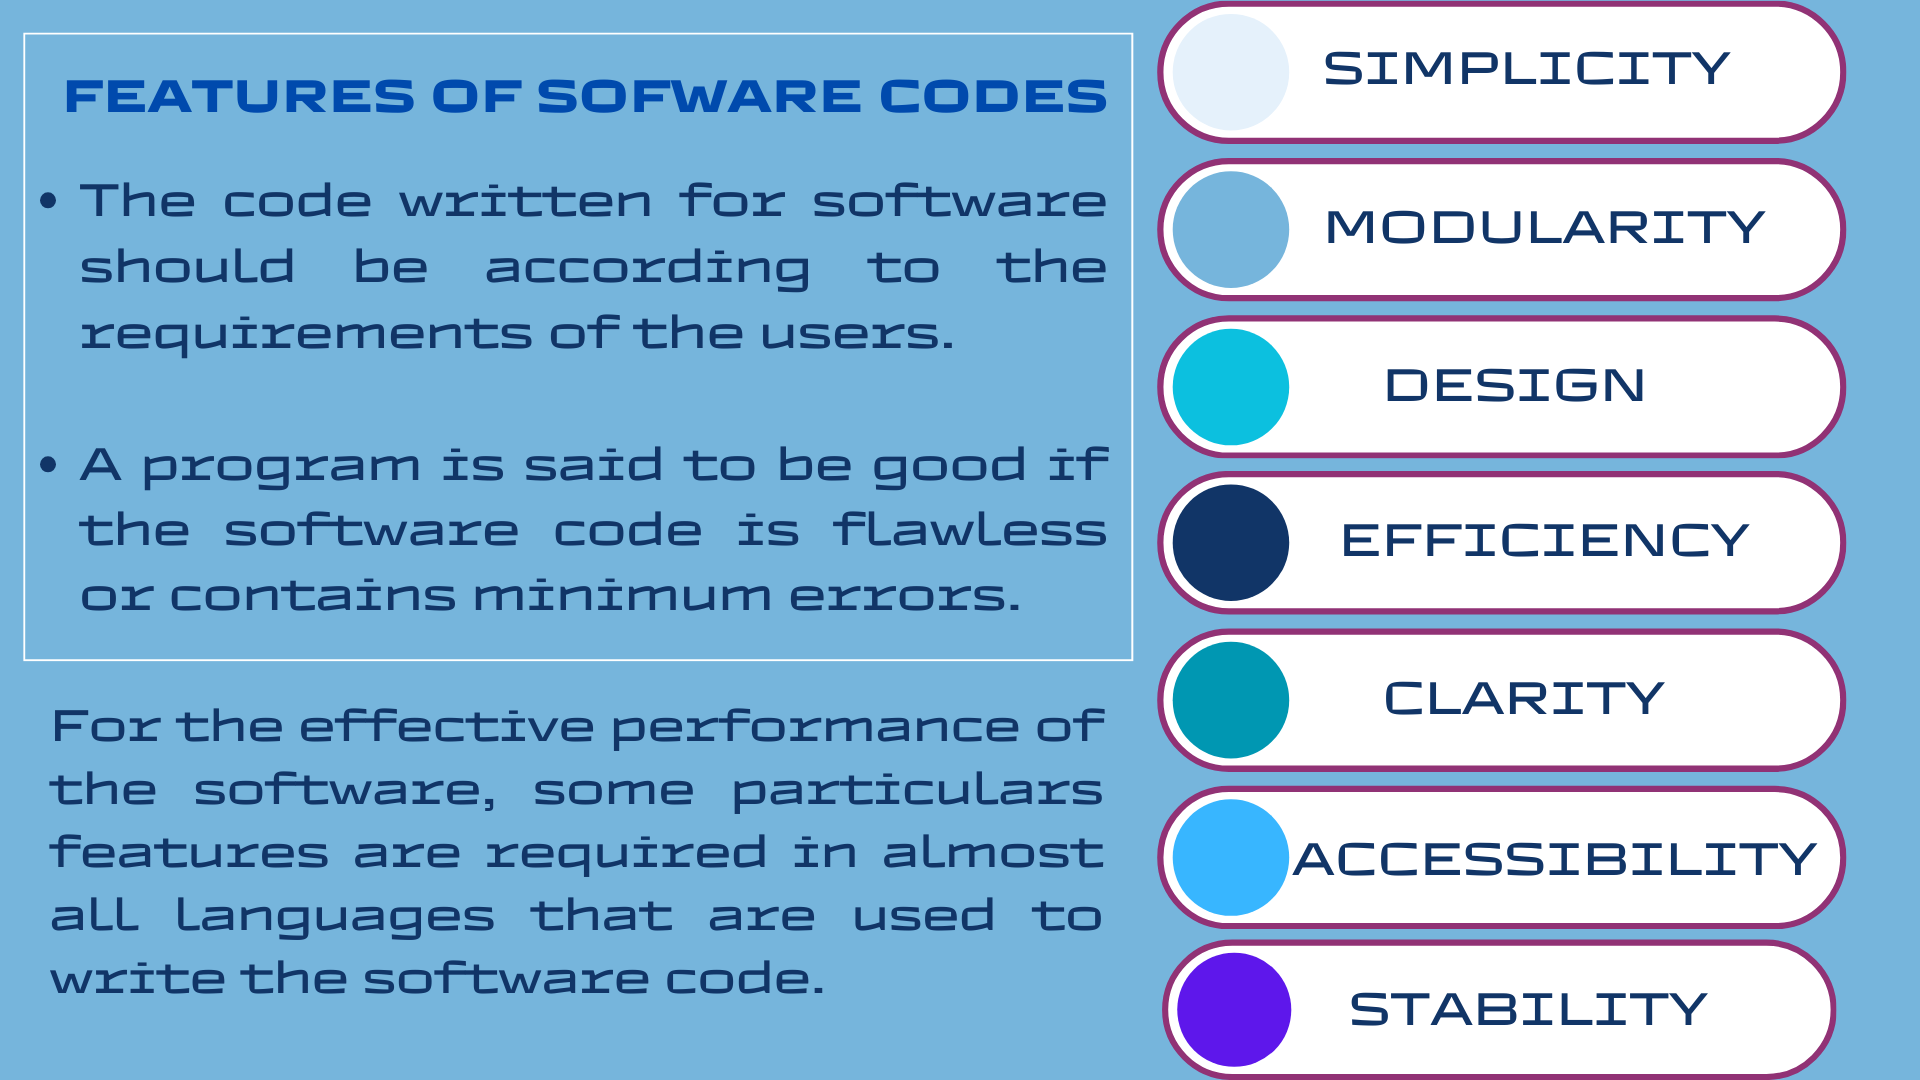 FEATURES OF SOFWARE CODES
• The code written for software
should be according to the
requirements of the users.
• A program is said to be good if
the software code is flawless
or contains minimum errors.
For the effective performance of
the software, some particulars
features are required in almost
all languages that are used to
write the software code.
SIMPLICITY
MODULARITY
DESIGN
EFFICIENCY
CLARITY
ACCESSIBILITY
STABILITY